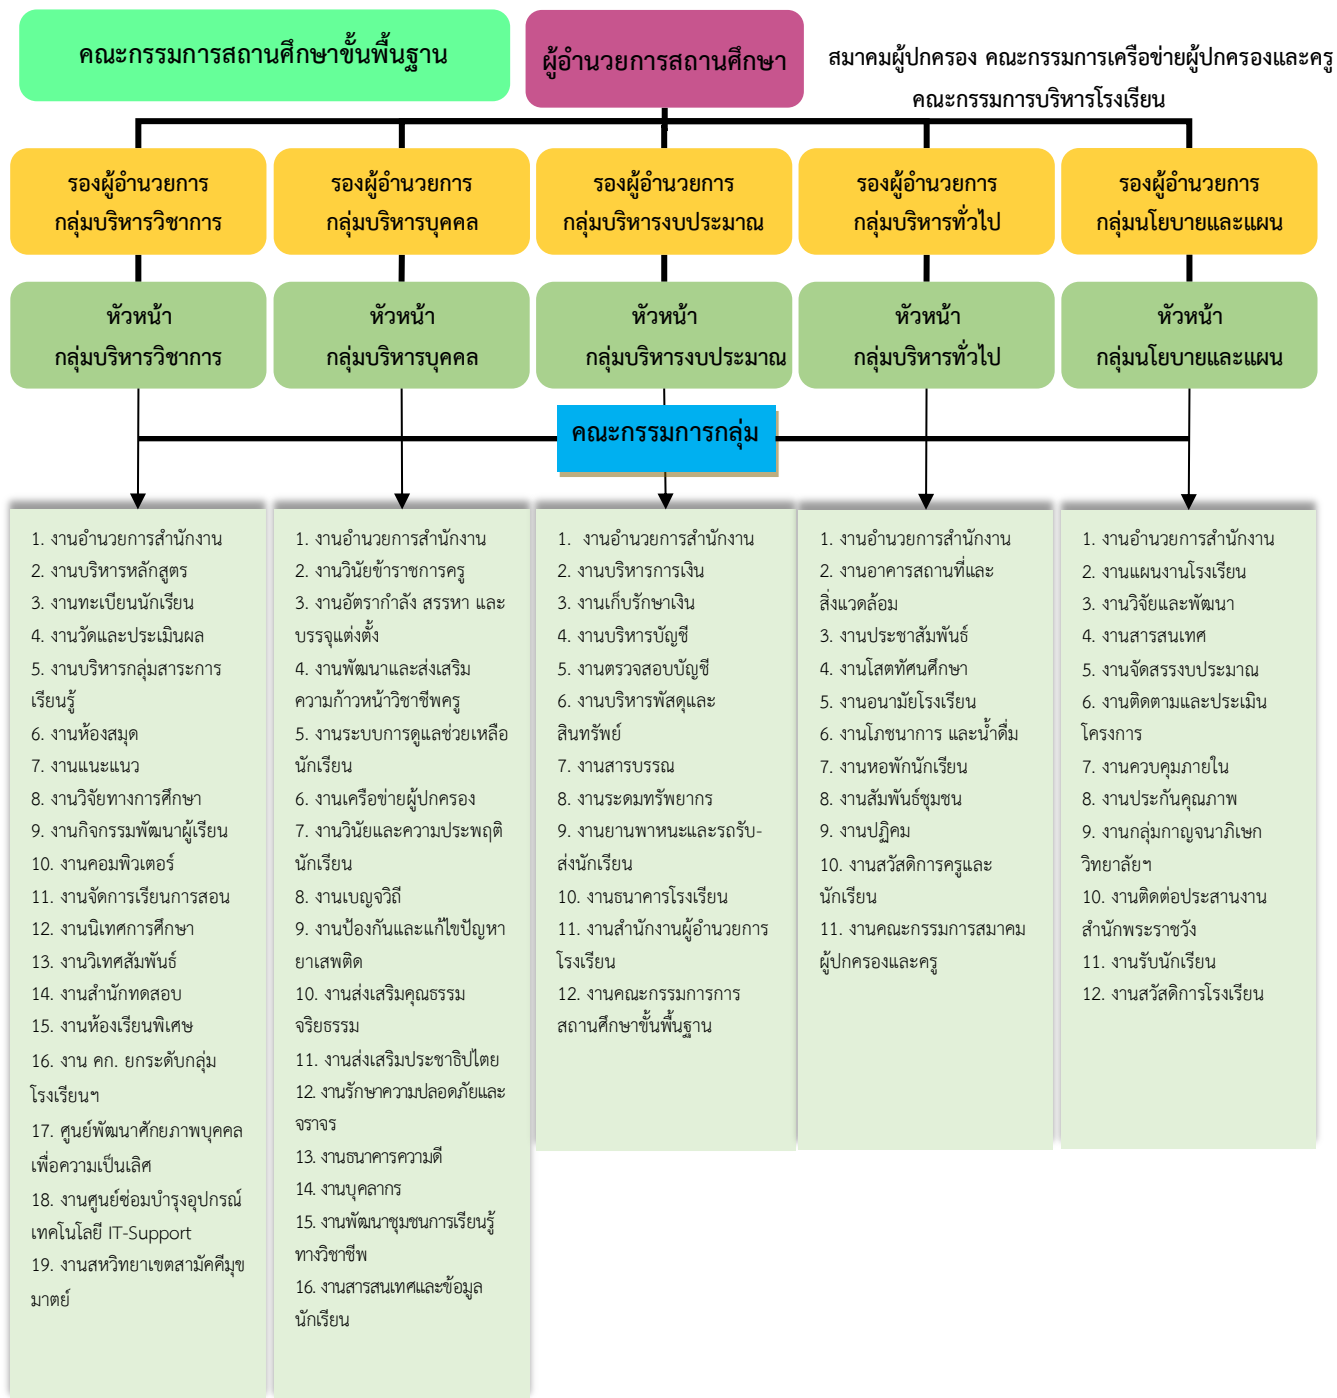 คณะกรรมการสถานศึกษาขั้นพื้นฐาน
ผู้อำนวยการสถานศึกษา
สมาคมผู้ปกครอง คณะกรรมการเครือข่ายผู้ปกครองและครู
คณะกรรมการบริหารโรงเรียน
รองผู้อำนวยการ
กลุ่มบริหารวิชาการ
รองผู้อำนวยการ
กลุ่มบริหารบุคคล
รองผู้อำนวยการ
กลุ่มบริหารงบประมาณ
รองผู้อำนวยการ
กลุ่มบริหารทั่วไป
รองผู้อำนวยการ
กลุ่มนโยบายและแผน
หัวหน้า
กลุ่มบริหารวิชาการ
หัวหน้า
กลุ่มบริหารบุคคล
หัวหน้า
กลุ่มบริหารงบประมาณ
หัวหน้า
กลุ่มบริหารทั่วไป
หัวหน้า
กลุ่มนโยบายและแผน
คณะกรรมการกลุ่ม
1. งานอำนวยการสำนักงาน
2. งานบริหารหลักสูตร
3. งานทะเบียนนักเรียน
4. งานวัดและประเมินผล
5. งานบริหารกลุ่มสาระการ
เรียนรู้
6. งานห้องสมุด
7. งานแนะแนว
8. งานวิจัยทางการศึกษา
9. งานกิจกรรมพัฒนาผู้เรียน
10. งานคอมพิวเตอร์
11. งานจัดการเรียนการสอน
12. งานนิเทศการศึกษา
13. งานวิเทศสัมพันธ์
14. งานสำนักทดสอบ
15. งานห้องเรียนพิเศษ
16. งาน คก. ยกระดับกลุ่ม
โรงเรียนฯ
17. ศูนย์พัฒนาศักยภาพบุคคล
เพื่อความเป็นเลิศ
18. งานศูนย์ซ่อมบำรุงอุปกรณ์
เทคโนโลยี IT-Support
19. งานสหวิทยาเขตสามัคคีมุข
มาตย์
1. งานอำนวยการสำนักงาน
2. งานวินัยข้าราชการครู
3. งานอัตรากำลัง สรรหา และ
บรรจุแต่งตั้ง
4. งานพัฒนาและส่งเสริม
ความก้าวหน้าวิชาชีพครู
5. งานระบบการดูแลช่วยเหลือ
นักเรียน
6. งานเครือข่ายผู้ปกครอง
7. งานวินัยและความประพฤติ
นักเรียน
8. งานเบญจวิถี
9. งานป้องกันและแก้ไขปัญหา
ยาเสพติด
10. งานส่งเสริมคุณธรรม
จริยธรรม
11. งานส่งเสริมประชาธิปไตย
12. งานรักษาความปลอดภัยและ
จราจร
13. งานธนาคารความดี
14. งานบุคลากร
15. งานพัฒนาชุมชนการเรียนรู้
ทางวิชาชีพ
16. งานสารสนเทศและข้อมูล
นักเรียน
1. งานอำนวยการสำนักงาน
2. งานบริหารการเงิน
3. งานเก็บรักษาเงิน
4. งานบริหารบัญชี
5. งานตรวจสอบบัญชี
6. งานบริหารพัสดุและ
สินทรัพย์
7. งานสารบรรณ
8. งานระดมทรัพยากร
9. งานยานพาหนะและรถรับ-
ส่งนักเรียน
10. งานธนาคารโรงเรียน
11. งานสำนักงานผู้อำนวยการ
โรงเรียน
12. งานคณะกรรมการการ
สถานศึกษาขั้นพื้นฐาน
1. งานอำนวยการสำนักงาน
2. งานอาคารสถานที่และ
สิ่งแวดล้อม
3. งานประชาสัมพันธ์
4. งานโสตทัศนศึกษา
5. งานอนามัยโรงเรียน
6. งานโภชนาการ และน้ำดื่ม
7. งานหอพักนักเรียน
8. งานสัมพันธ์ชุมชน
9. งานปฏิคม
10. งานสวัสดิการครูและ
นักเรียน
11. งานคณะกรรมการสมาคม
ผู้ปกครองและครู
1. งานอำนวยการสำนักงาน
2. งานแผนงานโรงเรียน
3. งานวิจัยและพัฒนา
4. งานสารสนเทศ
5. งานจัดสรรงบประมาณ
6. งานติดตามและประเมิน
โครงการ
7. งานควบคุมภายใน
8. งานประกันคุณภาพ
9. งานกลุ่มกาญจนาภิเษก
วิทยาลัยฯ
10. งานติดต่อประสานงาน
สำนักพระราชวัง
11. งานรับนักเรียน
12. งานสวัสดิการโรงเรียน